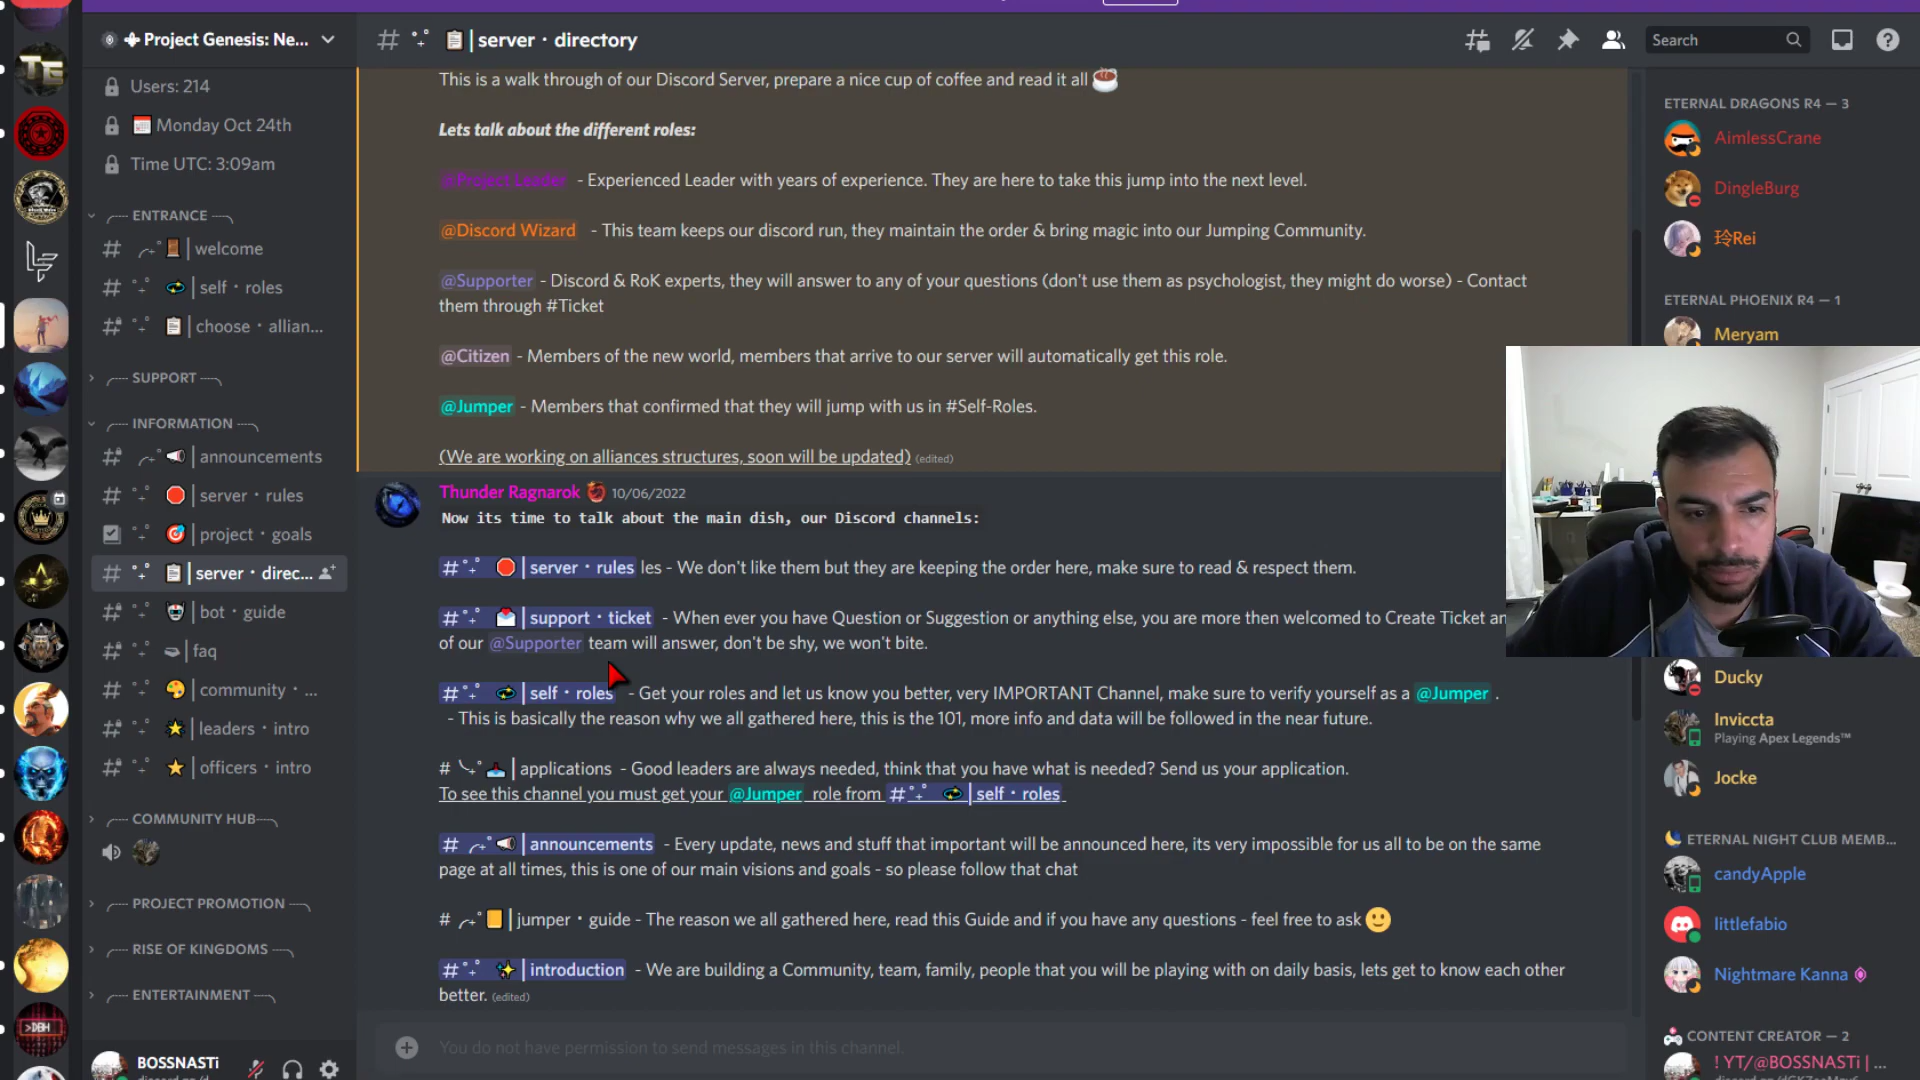 Project Genesis: Ne...
Users: 214
Monday Oct 24th
Time UTC: 3:09am
ENTRANCE
welcome
self・roles
choose・allian...
SUPPORT
INFORMATION
announcements
server・rules
project・goals
server・direc...
bot・guide
faq
community・...
leaders・intro
officers・intro
COMMUNITY HUB
PROJECT PROMOTION
RISE OF KINGDOMS
ENTERTAINMENT
BOSSNASTi
TE
>DBH
# | server・directory
Search
This is a walk through of our Discord Server, prepare a nice cup of coffee and read it all
Lets talk about the different roles:
@Project Leader - Experienced Leader with years of experience. They are here to take this jump into the next level.
@Discord Wizard - This team keeps our discord run, they maintain the order & bring magic into our Jumping Community.
@Supporter - Discord & RoK experts, they will answer to any of your questions (don't use them as psychologist, they might do worse) - Contact
them through #Ticket
@Citizen - Members of the new world, members that arrive to our server will automatically get this role.
@Jumper - Members that confirmed that they will jump with us in #Self-Roles.
(We are working on alliances structures, soon will be updated) (edited)
Thunder Ragnarok 10/06/2022
Now its time to talk about the main dish, our Discord channels:
# | server・rules les - We don't like them but they are keeping the order here, make sure to read & respect them.
# | support・ticket - When ever you have Question or Suggestion or anything else, you are more then welcomed to Create Ticket an
of our @Supporter team will answer, don't be shy, we won't bite.
# | self・roles - Get your roles and let us know you better, very IMPORTANT Channel, make sure to verify yourself as a @Jumper .
- This is basically the reason why we all gathered here, this is the 101, more info and data will be followed in the near future.
# | applications - Good leaders are always needed, think that you have what is needed? Send us your application.
To see this channel you must get your @Jumper role from # | self・roles .
# | announcements - Every update, news and stuff that important will be announced here, its very impossible for us all to be on the same
page at all times, this is one of our main visions and goals - so please follow that chat
# | jumper・guide - The reason we all gathered here, read this Guide and if you have any questions - feel free to ask
# | introduction - We are building a Community, team, family, people that you will be playing with on daily basis, lets get to know each other
better. (edited)
You do not have permission to send messages in this channel.
ETERNAL DRAGONS R4 — 3
AimlessCrane
DingleBurg
玲Rei
ETERNAL PHOENIX R4 — 1
Meryam
Ducky
Inviccta
Playing Apex Legends™
Jocke
ETERNAL NIGHT CLUB MEMB...
candyApple
littlefabio
Nightmare Kanna
CONTENT CREATOR — 2
! YT/@BOSSNASTi | ...